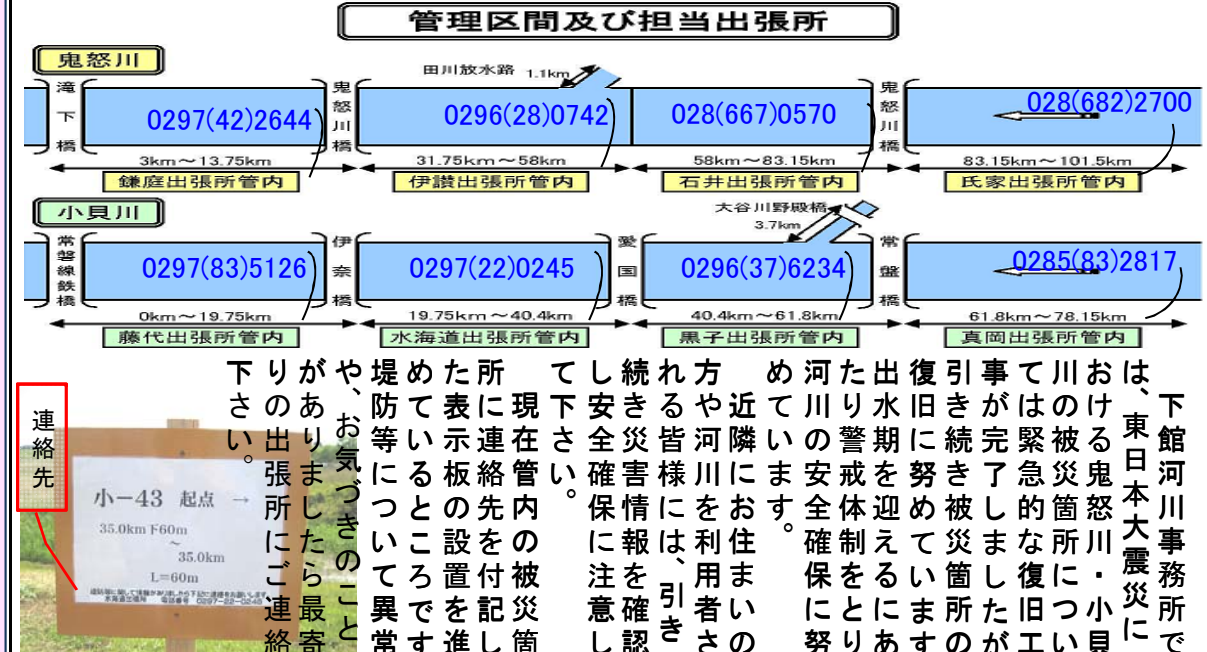 管理区間及び担当出張所
鬼怒川
田川放水路 1.1km
滝下橋
0297(42)2644
鬼怒川橋
0296(28)0742
028(667)0570
鬼怒川橋
028(682)2700
3km～13.75km
31.75km～58km
58km～83.15km
83.15km～101.5km
鎌庭出張所管内
伊讃出張所管内
石井出張所管内
氏家出張所管内
小貝川
大谷川野殿橋
3.7km
常磐線鉄橋
0297(83)5126
伊奈橋
0297(22)0245
愛国橋
0296(37)6234
常盤橋
0285(83)2817
0km～19.75km
19.75km～40.4km
40.4km～61.8km
61.8km～78.15km
藤代出張所管内
水海道出張所管内
黒子出張所管内
真岡出張所管内
下館河川事務所で
は、東日本大震災に
おける鬼怒川・小貝
川の被災箇所につい
ては緊急的な復旧工
事が完了しましたが
引き続き被災箇所の
復旧に努めています
出水期を迎えるにあ
たり警戒体制をとり
河川の安全確保に努
めています。
近隣にお住まいの
方や河川を利用者さ
れる皆様には、引き
続き災害情報を確認
し安全確保に注意し
て下さい。
現在管内の被災箇
所に連絡先を付記し
た表示板の設置を進
めているところです
堤防等について異常
や、お気づきのこと
がありましたら最寄
りの出張所にご連絡
下さい。
連絡先
小－43 起点 →
35.0km F60m
～
35.0km
L=60m
水海道出張所 電話番号 0297-22-0245